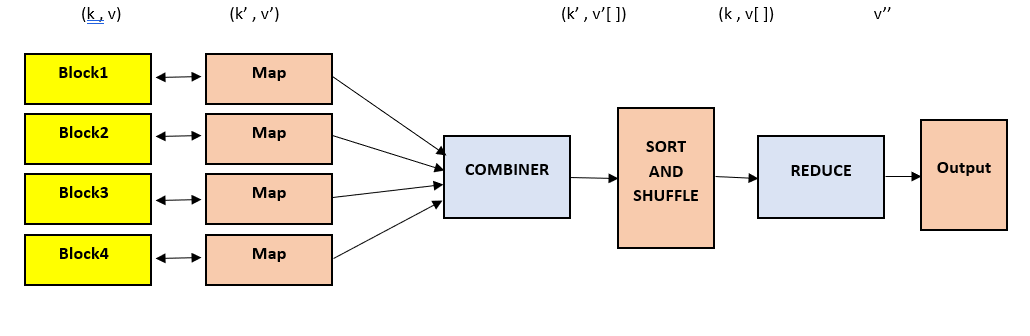 (k , v)
(k’ , v’)
(k’ , v’[ ])
(k , v[ ])
v’’
Block1
Map
Block2
Map
Block3
Map
Block4
Map
COMBINER
SORT
AND
SHUFFLE
REDUCE
Output